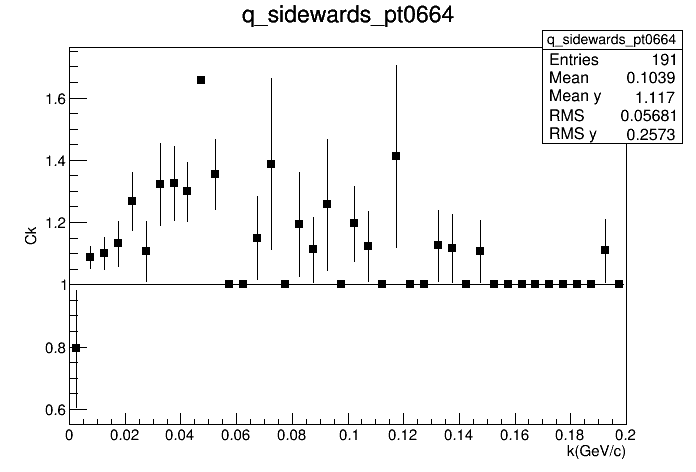 q_sidewards_pt0664
q_sidewards_pt0664
Entries 191
Mean 0.1039
Mean y 1.117
RMS 0.05681
RMS y 0.2573
Ck
1.6
1.4
1.2
1
0.8
0.6
0 0.02 0.04 0.06 0.08 0.1 0.12 0.14 0.16 0.18 0.2
k(GeV/c)